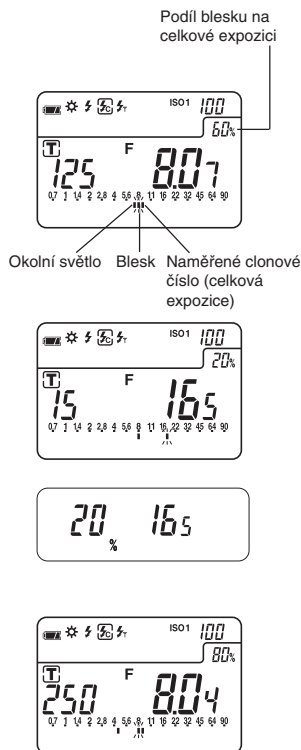 Podíl blesku na
celkové expozici
ISO1 100
60%
T F
125 8.0 7
0,7 1 1,4 2 2,8 4 5,6 8 11 16 22 32 45 64 90
Okolní světlo Blesk Naměřené clonové
číslo (celková
expozice)
C T ISO1 100
20%
T F
15 16 5
0,7 1 1,4 2 2,8 4 5,6 8 11 16 22 32 45 64 90
20 % 16 5
C T ISO1 100
80%
T F
250 8.0 4
0,7 1 1,4 2 2,8 4 5,6 8 11 16 22 32 45 64 90